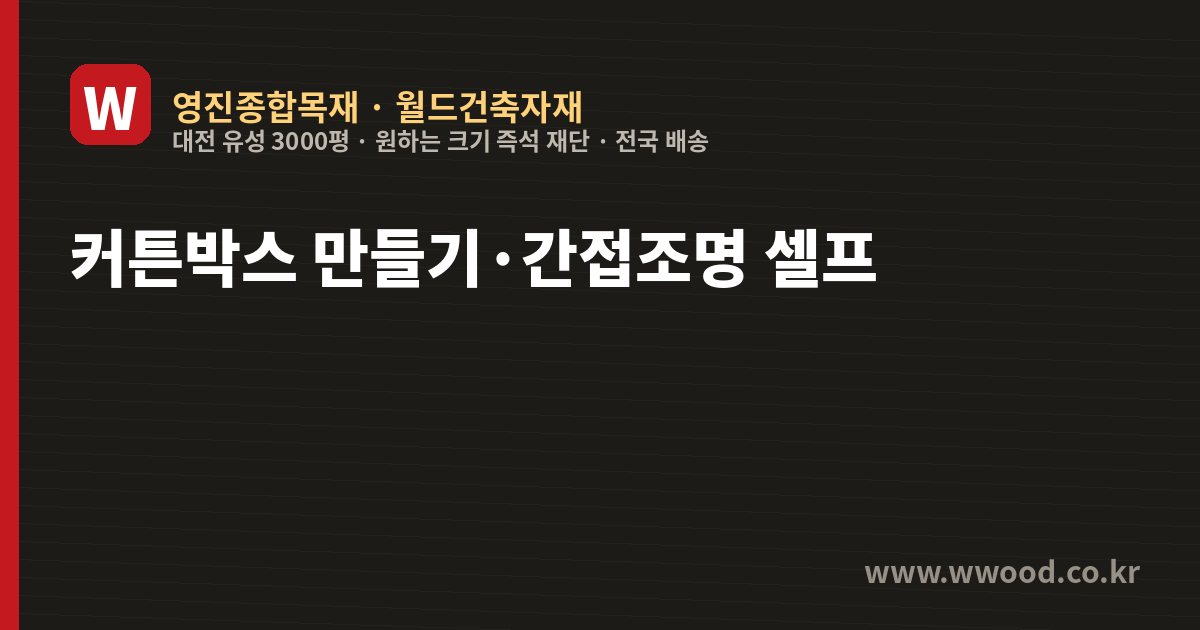 W
영진종합목재 · 월드건축자재
대전 유성 3000평 · 원하는 크기 즉석 재단 · 전국 배송
커튼박스 만들기·간접조명 셀프
www.wwood.co.kr